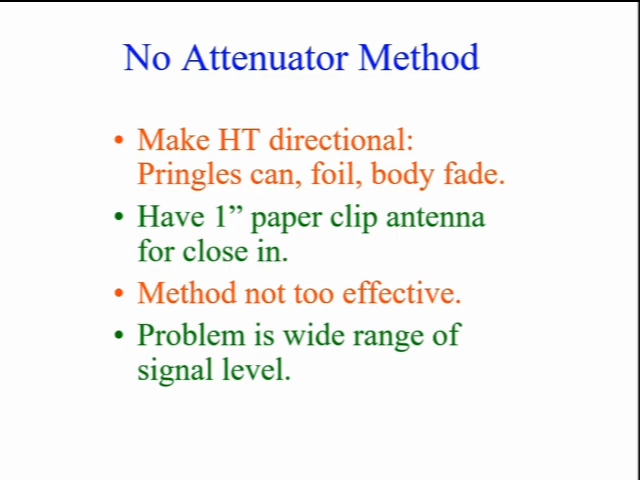 No Attenuator Method
• Make HT directional:
Pringles can, foil, body fade.
• Have 1” paper clip antenna
for close in.
• Method not too effective.
• Problem is wide range of
signal level.